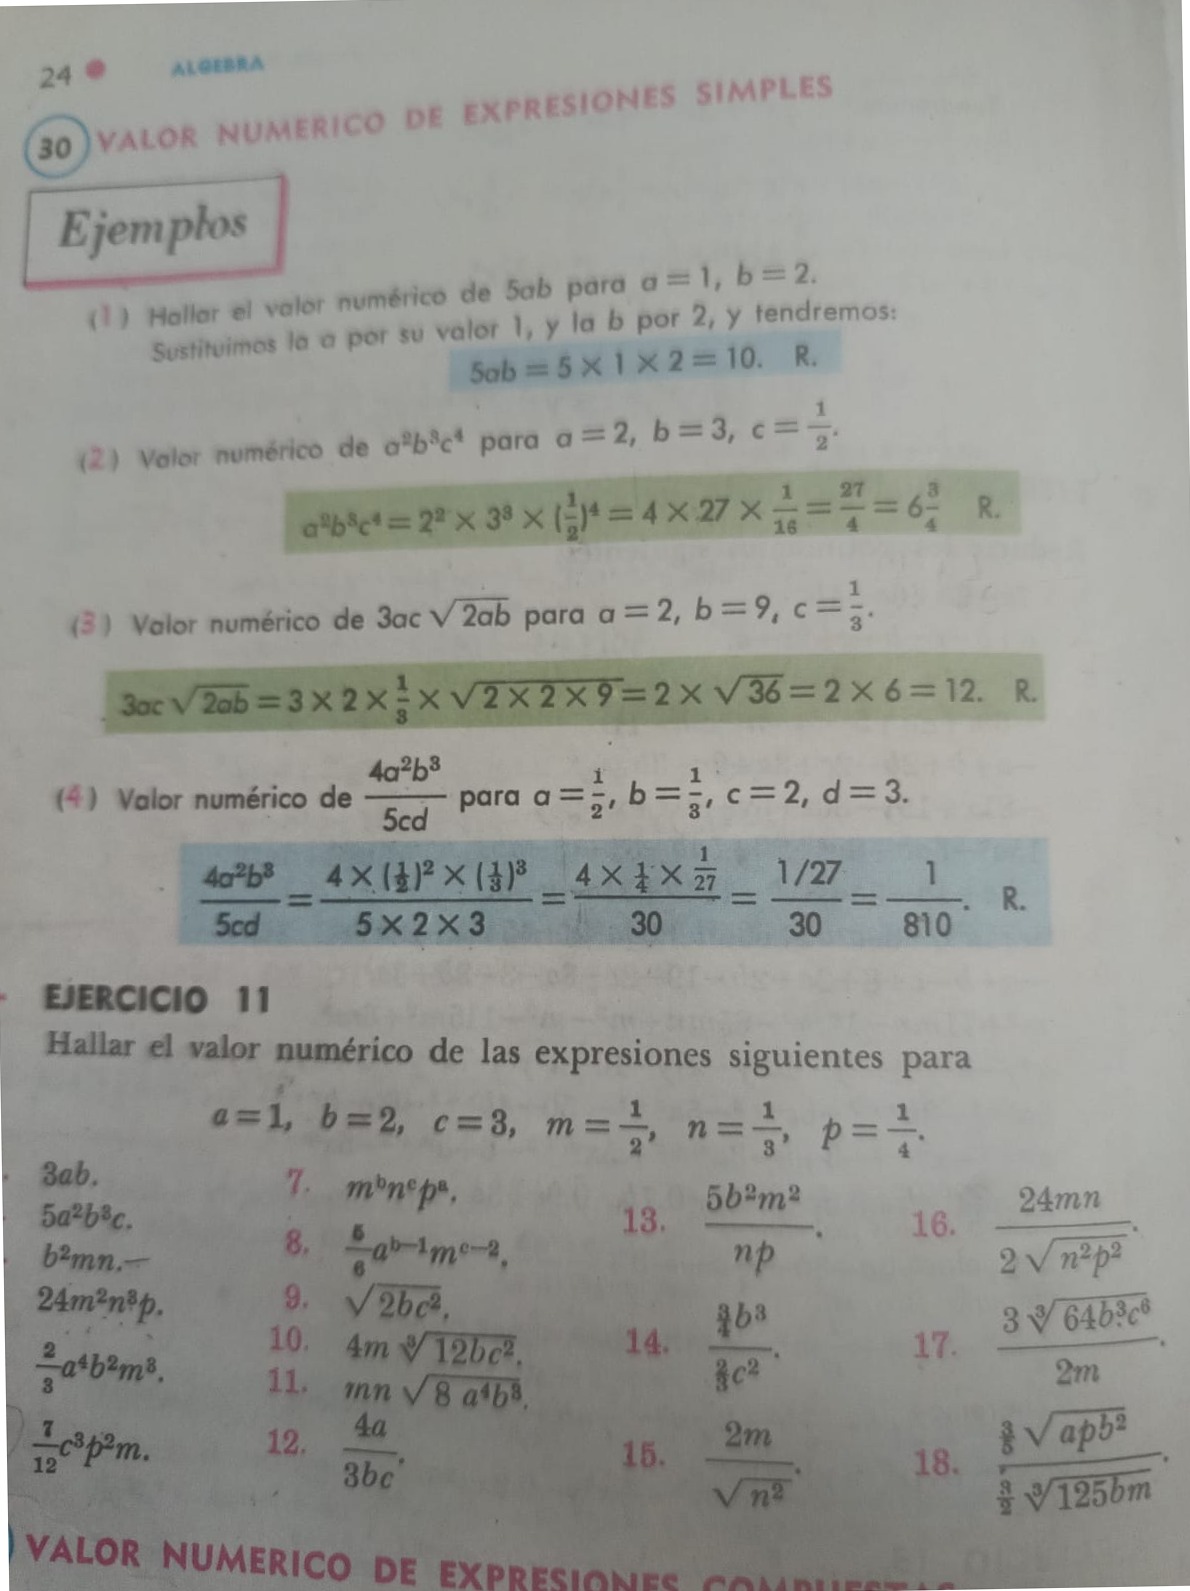 24 ● ALGEBRA
30 VALOR NUMERICO DE EXPRESIONES SIMPLES
Ejemplos
(1) Hallar el valor numérico de 5ab para a = 1, b = 2.
Sustituimos la a por su valor 1, y la b por 2, y tendremos:
5ab = 5 × 1 × 2 = 10. R.
(2) Valor numérico de a²b³c⁴ para a = 2, b = 3, c = 1/2.
a²b³c⁴ = 2² × 3³ × (1/2)⁴ = 4 × 27 × 1/16 = 27/4 = 6 3/4 R.
(3) Valor numérico de 3ac √2ab para a = 2, b = 9, c = 1/3.
3ac √2ab = 3 × 2 × 1/3 × √2 × 2 × 9 = 2 × √36 = 2 × 6 = 12. R.
(4) Valor numérico de 4a²b³/5cd para a = 1/2, b = 1/3, c = 2, d = 3.
4a²b³/5cd = 4 × (1/2)² × (1/3)³ / 5 × 2 × 3 = 4 × 1/4 × 1/27 / 30 = 1/27 / 30 = 1/810. R.
EJERCICIO 11
Hallar el valor numérico de las expresiones siguientes para
a = 1, b = 2, c = 3, m = 1/2, n = 1/3, p = 1/4.
3ab.
5a²b³c.
b²mn.
24m²n³p.
2/3 a⁴b²m³.
7/12 c³p²m.
7. mᵇnᶜpᵃ.
8. 5/6 aᵇ⁻¹mᶜ⁻².
9. √2bc².
10. 4m ∛12bc².
11. mn √8 a⁴b³.
12. 4a/3bc.
13. 5b²m²/np.
14. 3/4 b³ / 2/3 c².
15. 2m/√n².
16. 24mn / 2 √n²p².
17. 3 ∛64b³c⁶ / 2m.
18. 3/5 √apb² / 3/2 ∛125bm.
VALOR NUMERICO DE EXPRESIONES COMPUESTAS